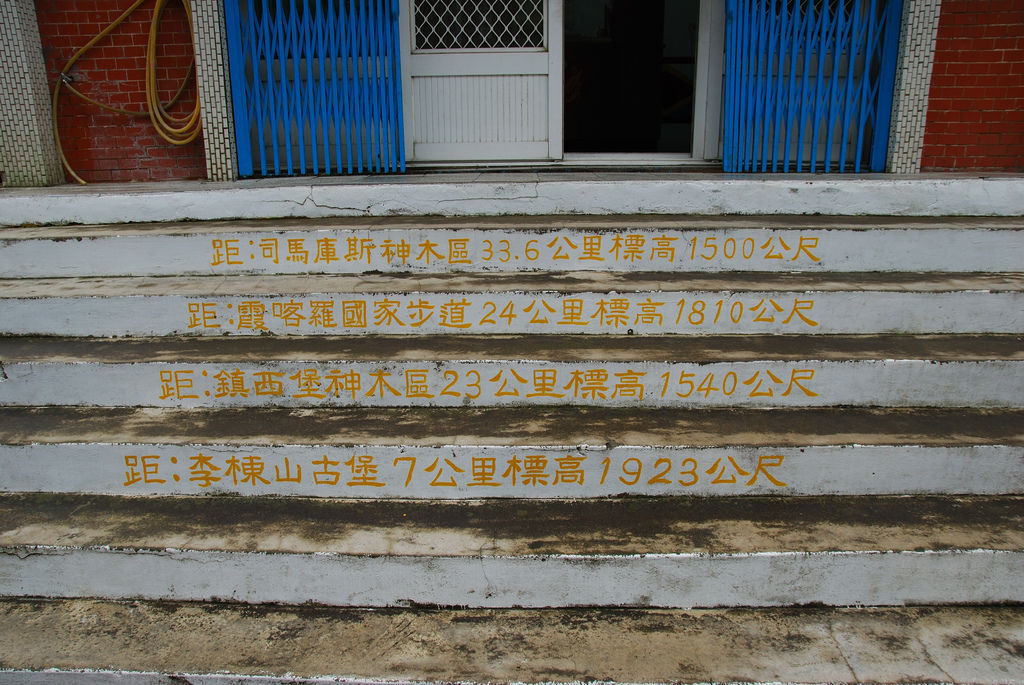 距:司馬庫斯神木區33.6公里標高1500公尺
距:霞喀羅國家步道24公里標高1810公尺
距:鎮西堡神木區23公里標高1540公尺
距:李棟山古堡7公里標高1923公尺